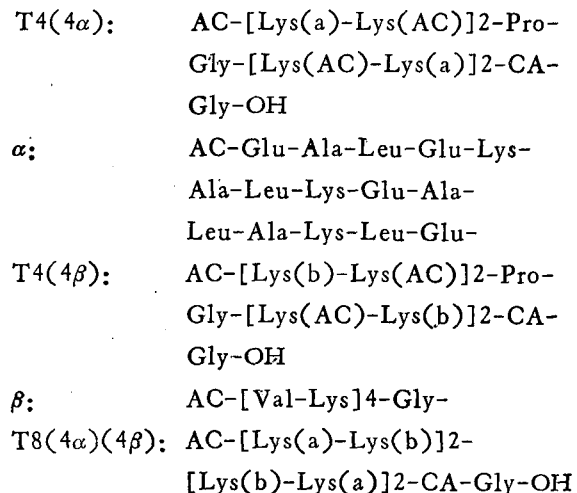 T4(4α): AC-[Lys(a)-Lys(AC)]2-Pro-
Gly-[Lys(AC)-Lys(a)]2-CA-
Gly-OH
α: AC-Glu-Ala-Leu-Glu-Lys-
Ala-Leu-Lys-Glu-Ala-
Leu-Ala-Lys-Leu-Glu-
T4(4β): AC-[Lys(b)-Lys(AC)]2-Pro-
Gly-[Lys(AC)-Lys(b)]2-CA-
Gly-OH
β: AC-[Val-Lys]4-Gly-
T8(4α)(4β): AC-[Lys(a)-Lys(b)]2-
[Lys(b)-Lys(a)]2-CA-Gly-OH